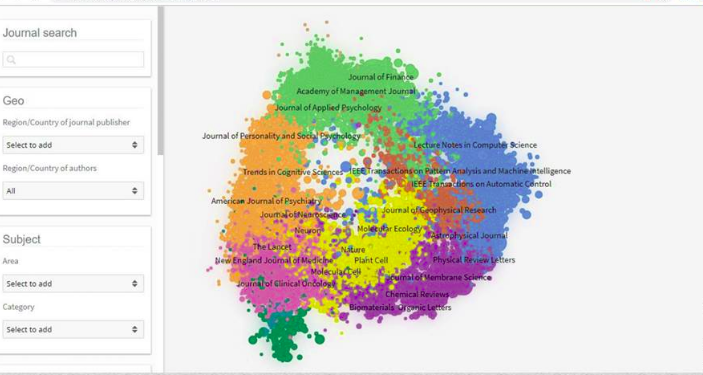 Journal search
Geo
Region/Country of journal publisher
Select to add
Region/Country of authors
All
Subject
Area
Select to add
Category
Select to add
Journal of Finance
Academy of Management Journal
Journal of Applied Psychology
Journal of Personality and Social Psychology
Lecture Notes in Computer Science
Trends in Cognitive Sciences
IEEE Transactions on Pattern Analysis and Machine Intelligence
IEEE Transactions on Automatic Control
American Journal of Psychiatry
Journal of Neuroscience
Journal of Geophysical Research
Neuron
Molecular Ecology
Astrophysical Journal
The Lancet
Nature
New England Journal of Medicine
Plant Cell
Physical Review Letters
Molecular Cell
Journal of Membrane Science
Journal of Clinical Oncology
Chemical Reviews
Biomaterials
Organic Letters